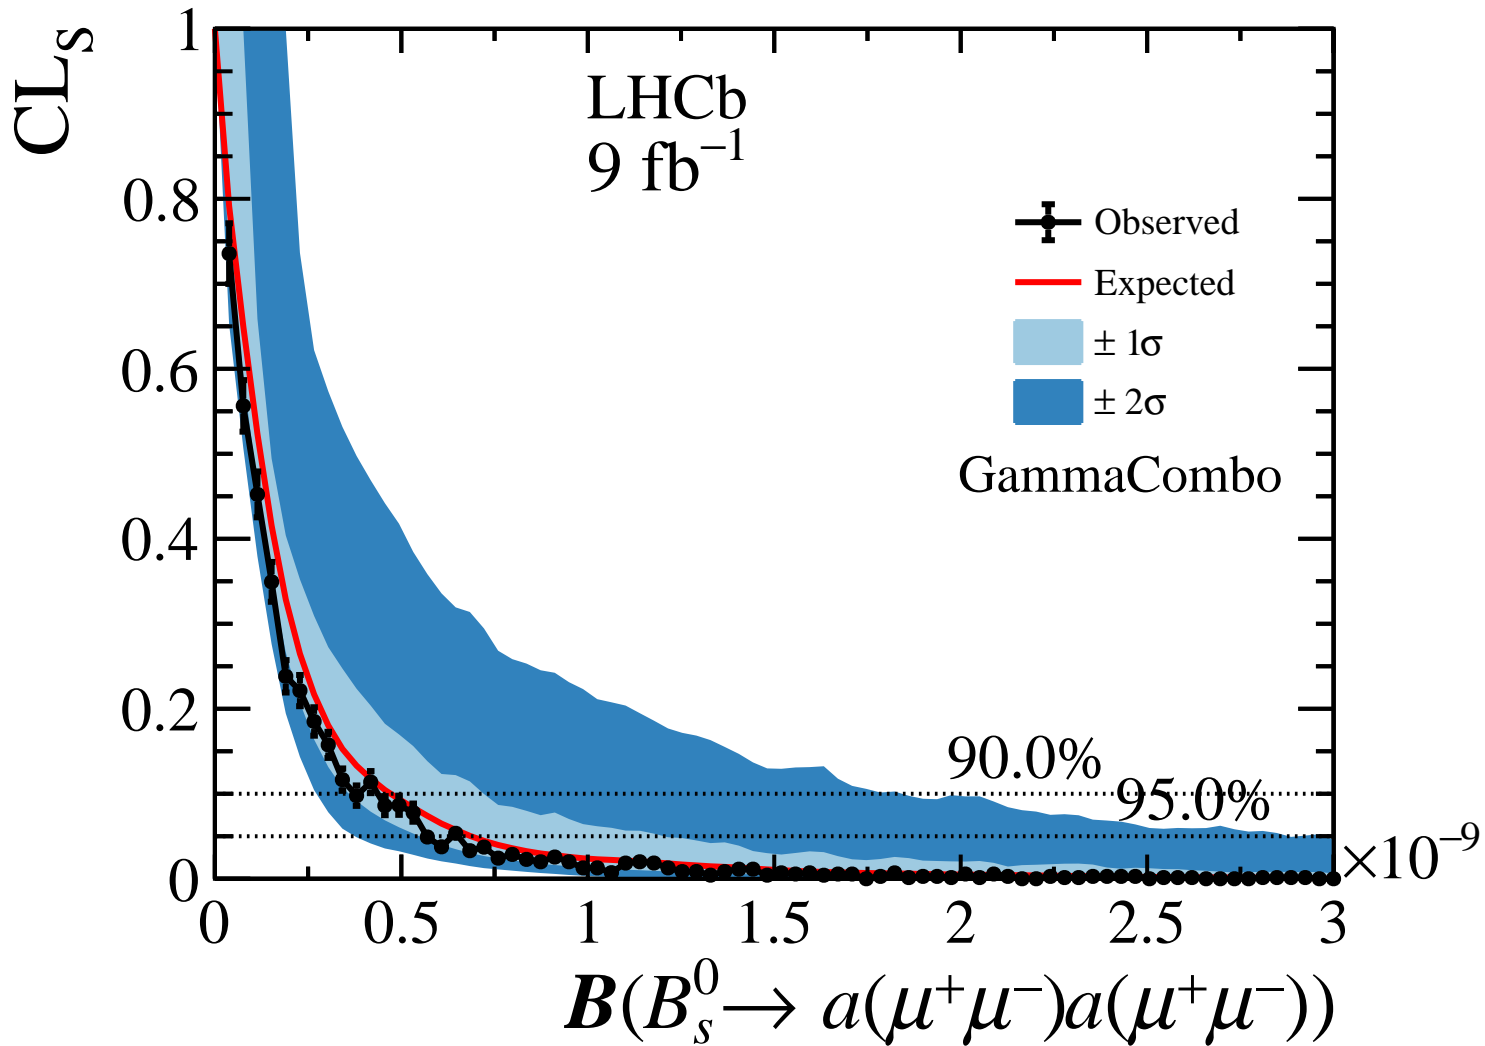 CLs
1
0.8
0.6
0.4
0.2
0
LHCb
9 fb⁻¹
Observed
Expected
± 1σ
± 2σ
GammaCombo
90.0%
95.0%
×10⁻⁹
0 0.5 1 1.5 2 2.5 3
B(B⁰ₛ→ a(μ⁺μ⁻)a(μ⁺μ⁻))